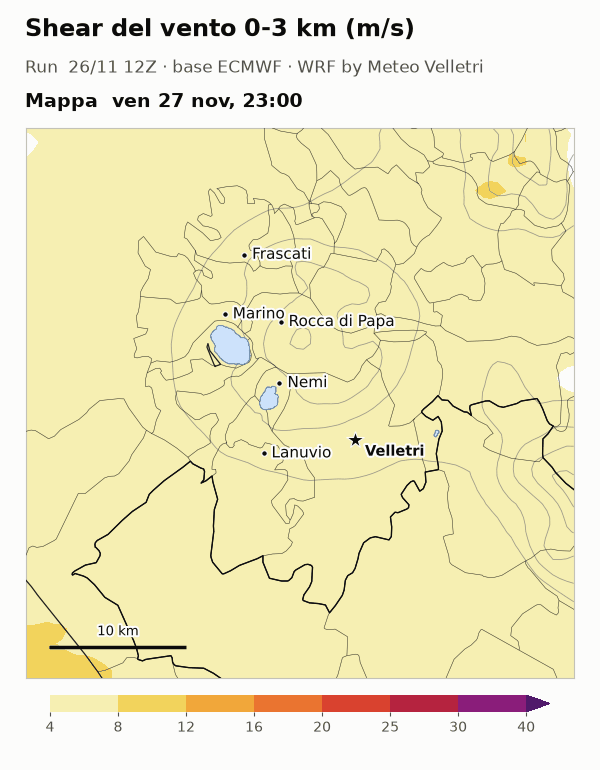 Shear del vento 0-3 km (m/s)
Run 26/11 12Z · base ECMWF · WRF by Meteo Velletri
Mappa ven 27 nov, 23:00
Frascati
Marino
Rocca di Papa
Nemi
Velletri
Lanuvio
10 km
4 8 12 16 20 25 30 40